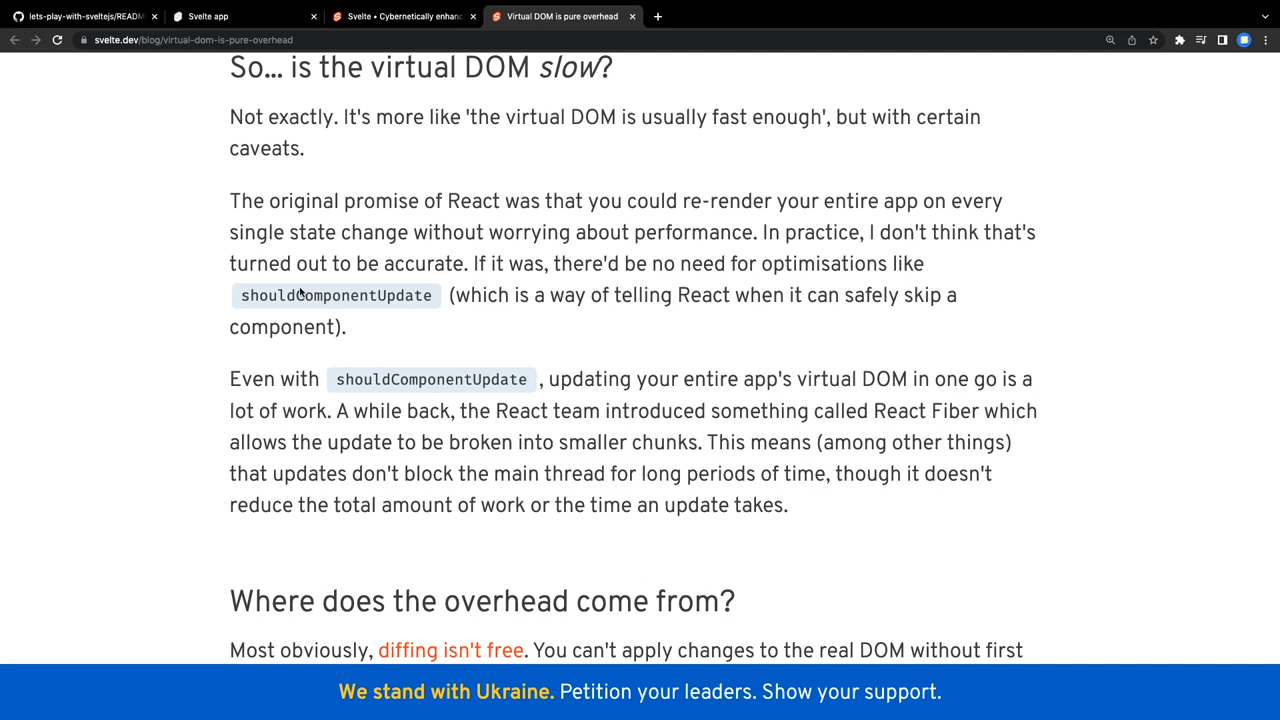 lets-play-with-sveltejs/READM
Svelte app
Svelte • Cybernetically enhanc
Virtual DOM is pure overhead
svelte.dev/blog/virtual-dom-is-pure-overhead
So... is the virtual DOM slow?
Not exactly. It's more like 'the virtual DOM is usually fast enough', but with certain
caveats.
The original promise of React was that you could re-render your entire app on every
single state change without worrying about performance. In practice, I don't think that's
turned out to be accurate. If it was, there'd be no need for optimisations like
shouldComponentUpdate (which is a way of telling React when it can safely skip a
component).
Even with shouldComponentUpdate , updating your entire app's virtual DOM in one go is a
lot of work. A while back, the React team introduced something called React Fiber which
allows the update to be broken into smaller chunks. This means (among other things)
that updates don't block the main thread for long periods of time, though it doesn't
reduce the total amount of work or the time an update takes.
Where does the overhead come from?
Most obviously, diffing isn't free. You can't apply changes to the real DOM without first
We stand with Ukraine. Petition your leaders. Show your support.